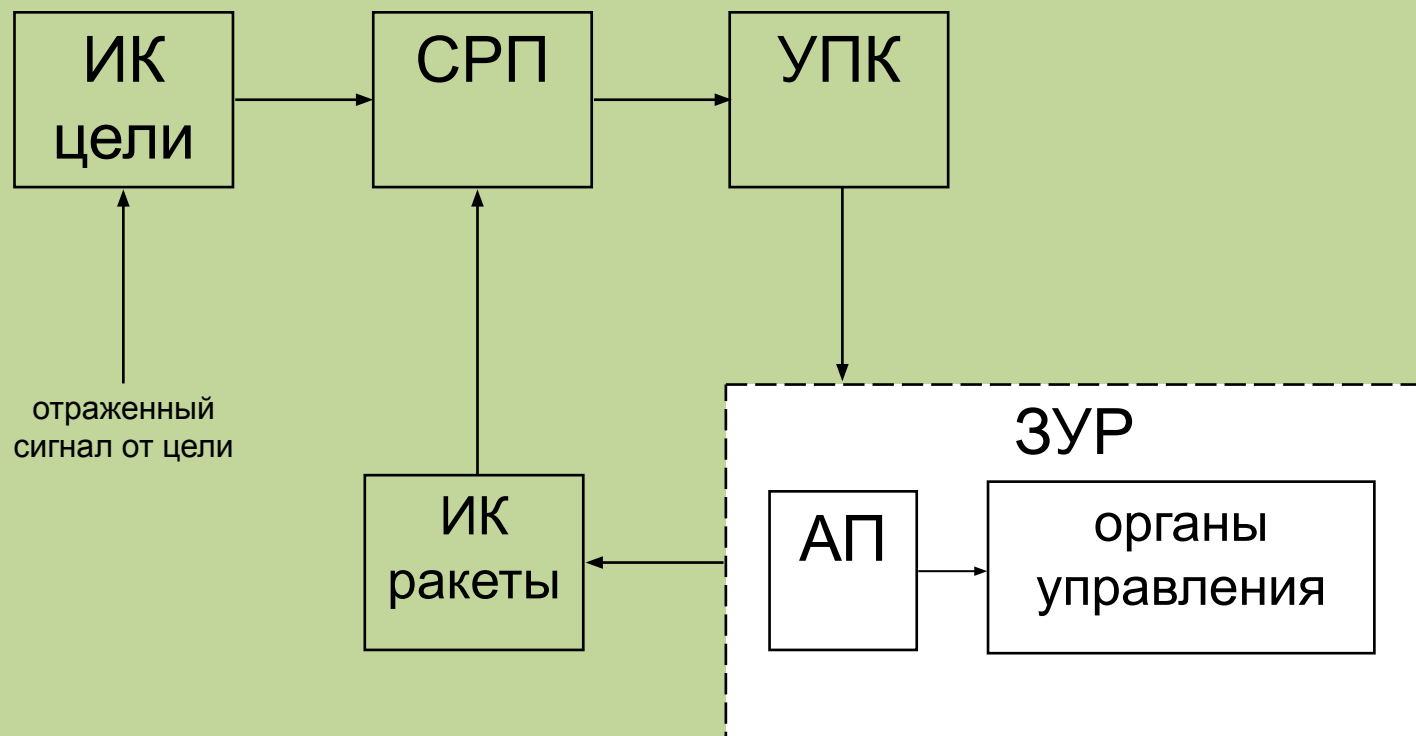 ИК
цели
СРП
УПК
отраженный
сигнал от цели
ЗУР
ИК
ракеты
АП
органы
управления